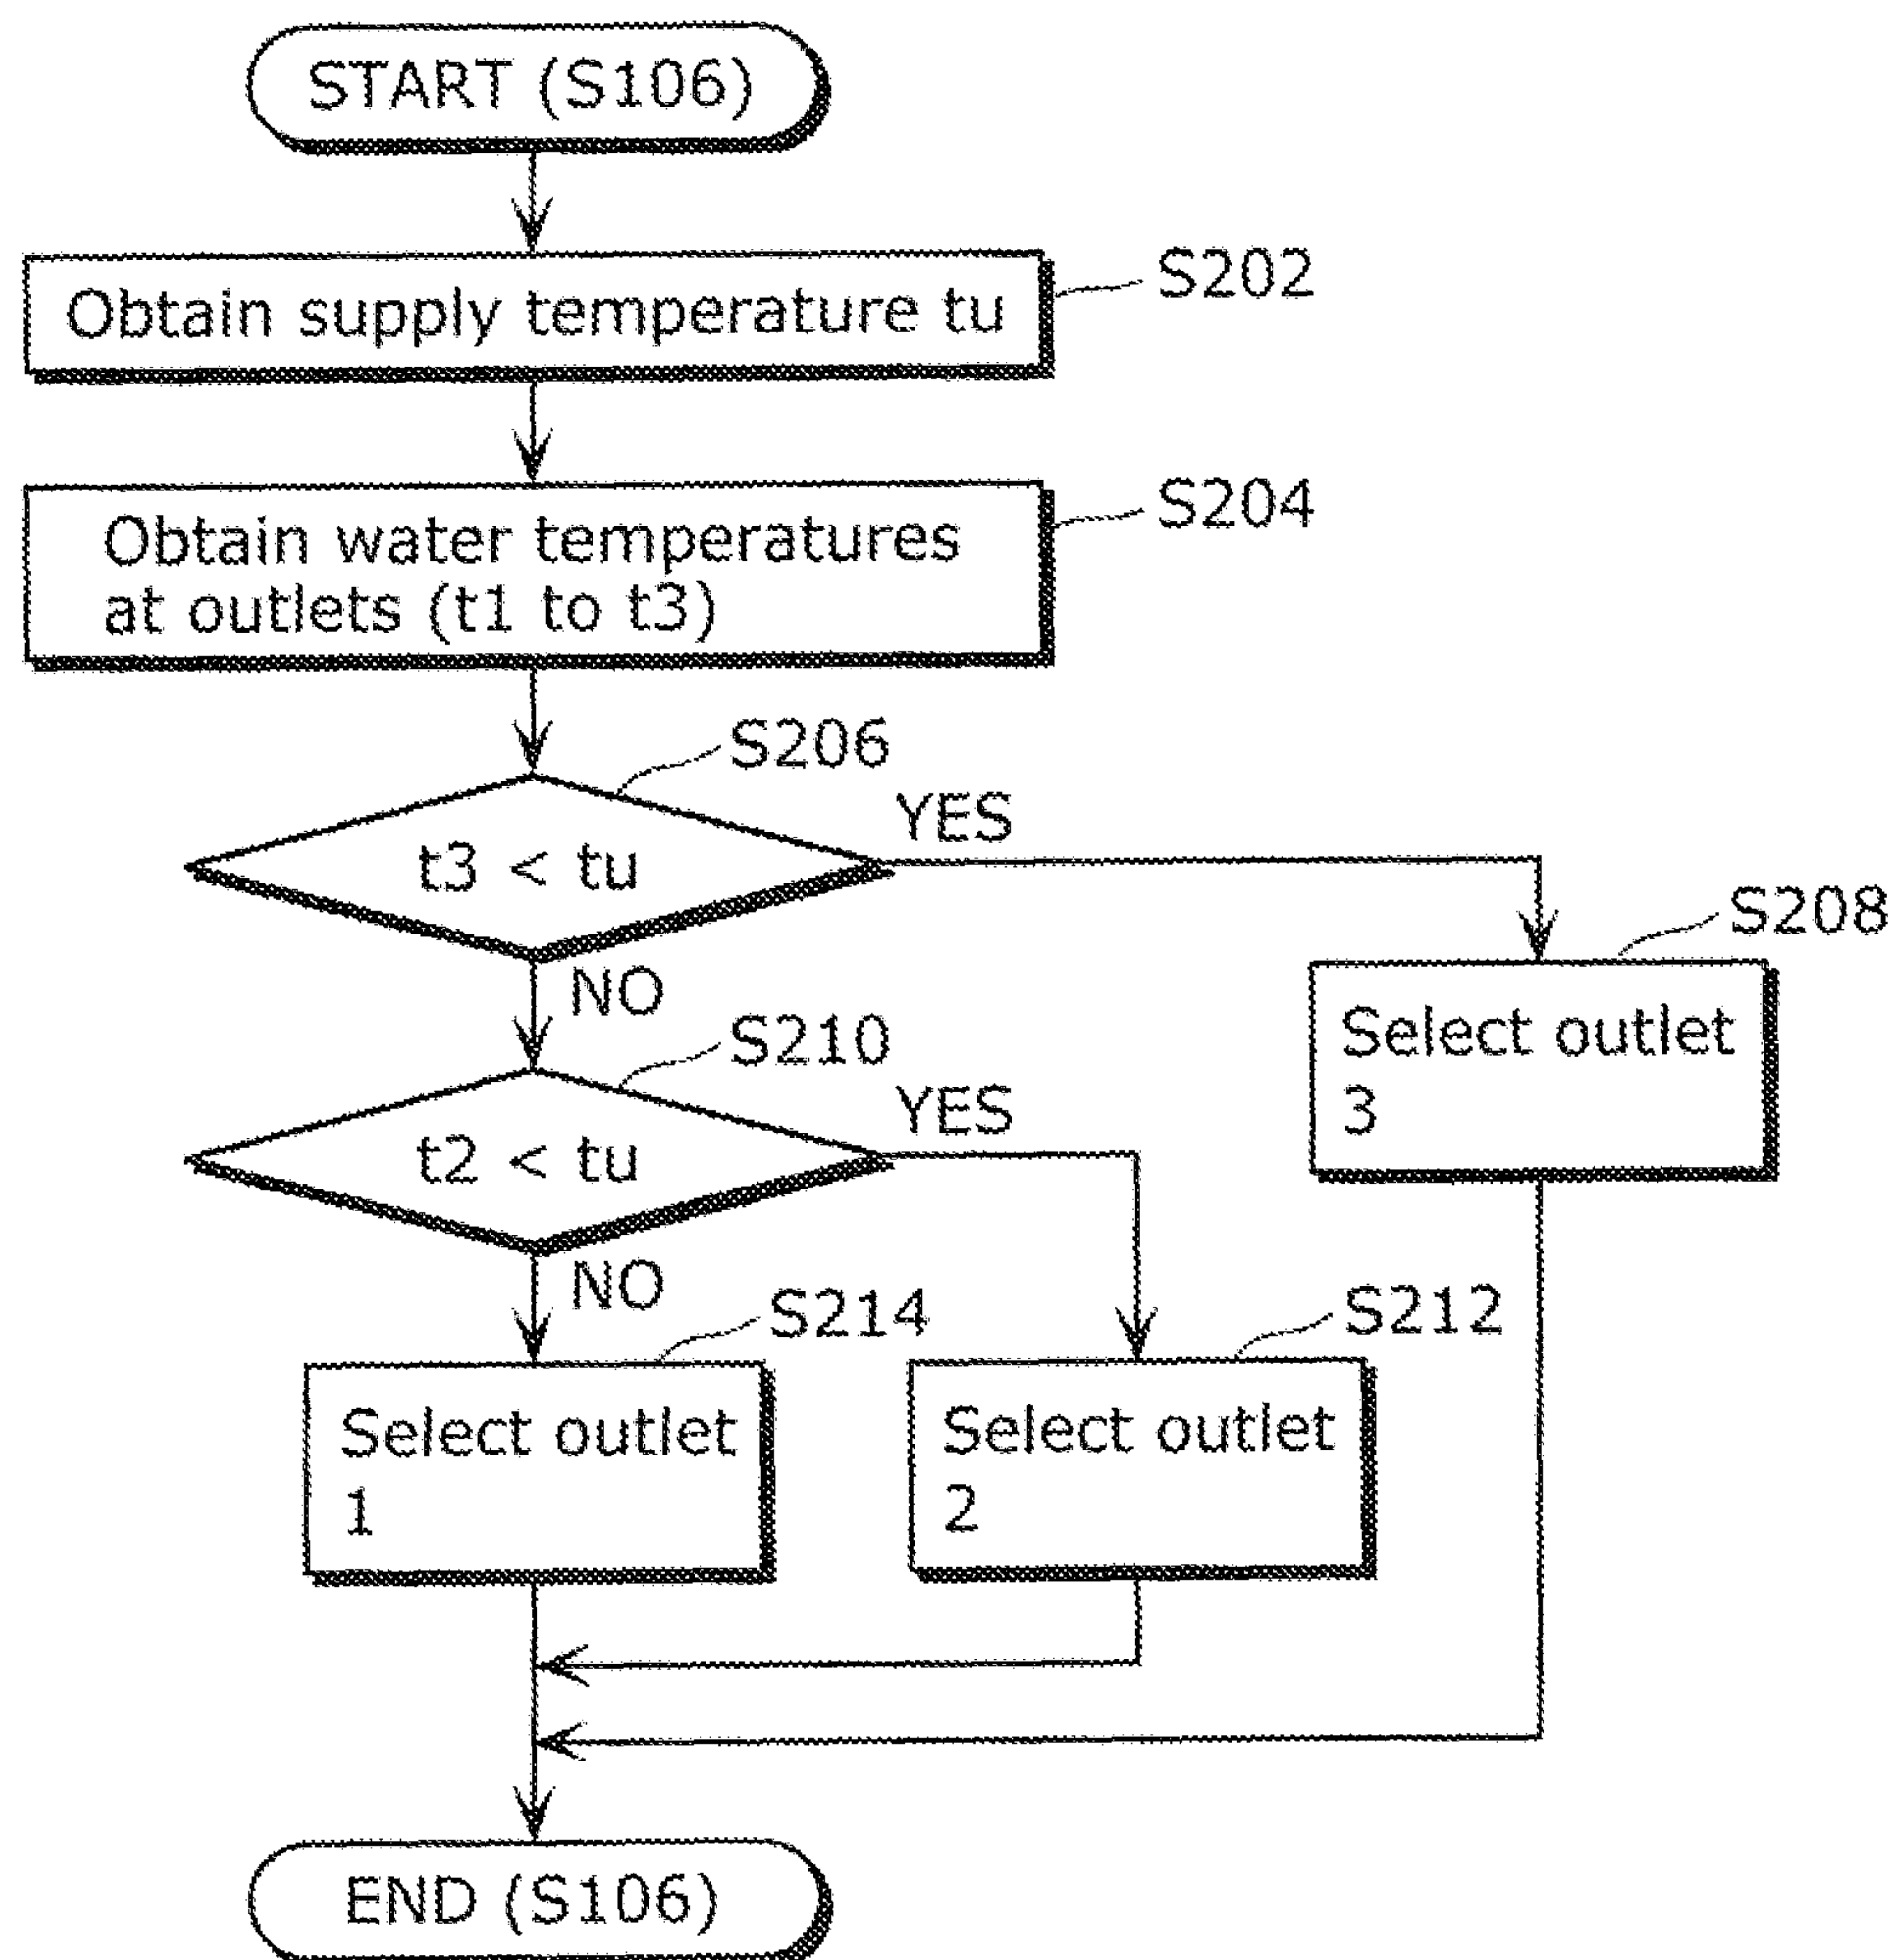 START (S106)
Obtain supply temperature tu
S202
Obtain water temperatures
at outlets (t1 to t3)
S204
S206
t3 < tu
YES
NO
S208
Select outlet
3
S210
t2 < tu
YES
NO
S214
Select outlet
1
S212
Select outlet
2
END (S106)